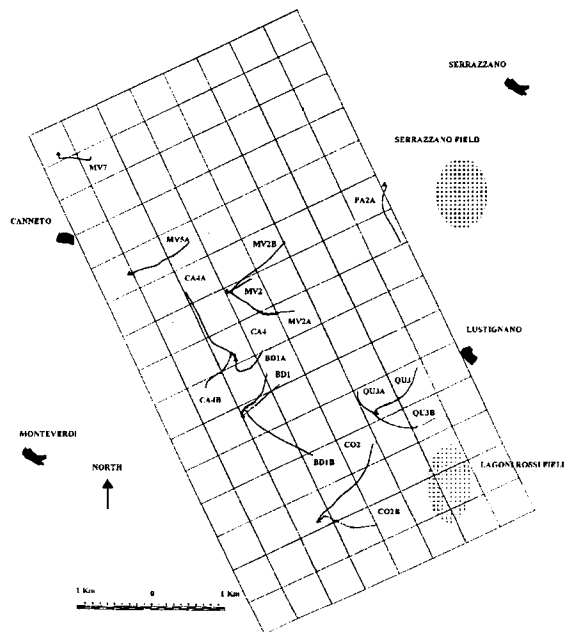 SERRAZZANO
SERRAZZANO FIELD
MV7
PA2A
CANNETO
MV5A
MV2B
CA4A
MV2
MV2A
CA4
LUSTIGNANO
BD1A
BD1
QU3A
QU3
CA4B
QU3B
CO2
MONTEVERDI
BD1B
LAGONI ROSSI FIELD
NORTH
CO2B
1 Km 0 1 Km